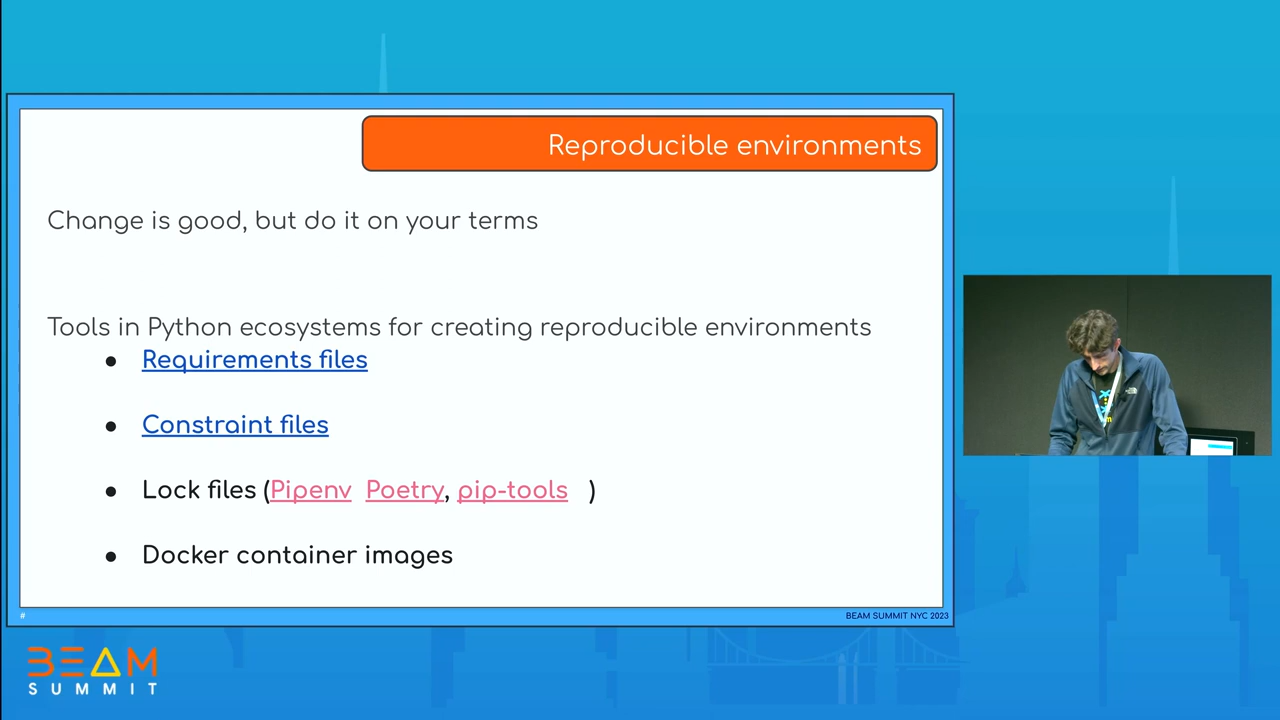 Reproducible environments
Change is good, but do it on your terms
Tools in Python ecosystems for creating reproducible environments
● Requirements files
● Constraint files
● Lock files (Pipenv Poetry, pip-tools )
● Docker container images
#
BEAM SUMMIT NYC 2023
BEAM
SUMMIT